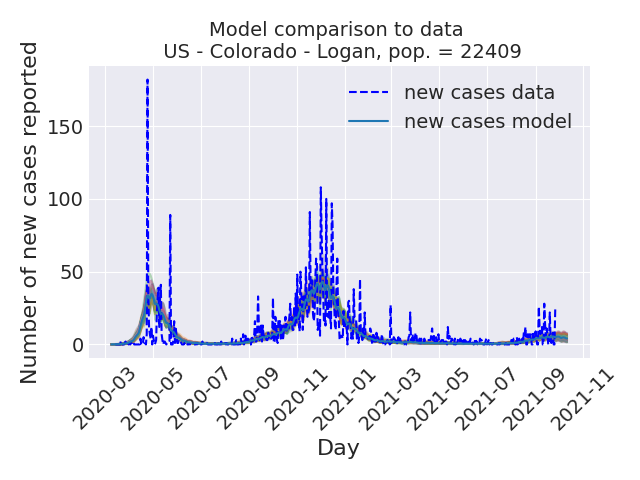 Model comparison to data
US - Colorado - Logan, pop. = 22409
Number of new cases reported
150
100
50
0
new cases data
new cases model
2020-03
2020-05
2020-07
2020-09
2020-11
2021-01
2021-03
2021-05
2021-07
2021-09
2021-11
Day